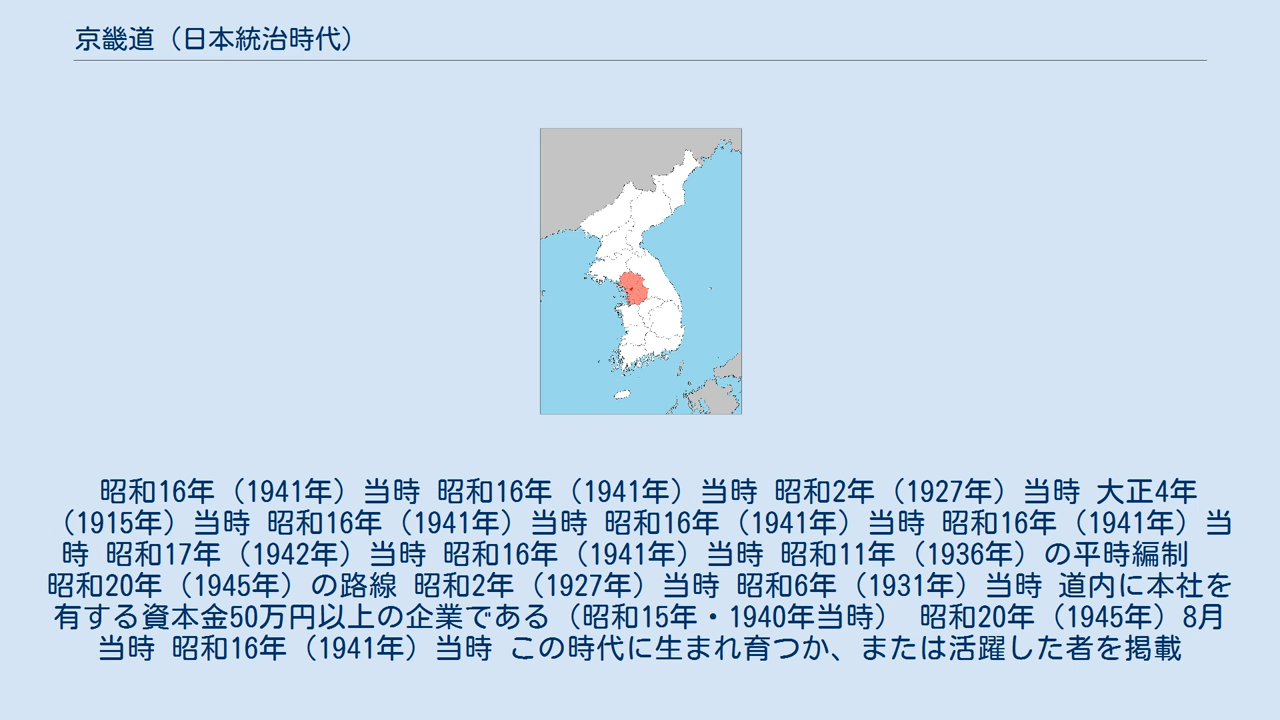 京畿道（日本統治時代）
昭和16年（1941年）当時 昭和16年（1941年）当時 昭和2年（1927年）当時 大正4年
（1915年）当時 昭和16年（1941年）当時 昭和16年（1941年）当時 昭和16年（1941年）当
時 昭和17年（1942年）当時 昭和16年（1941年）当時 昭和11年（1936年）の平時編制
昭和20年（1945年）の路線 昭和2年（1927年）当時 昭和6年（1931年）当時 道内に本社を
有する資本金50万円以上の企業である（昭和15年・1940年当時） 昭和20年（1945年）8月
当時 昭和16年（1941年）当時 この時代に生まれ育つか、または活躍した者を掲載